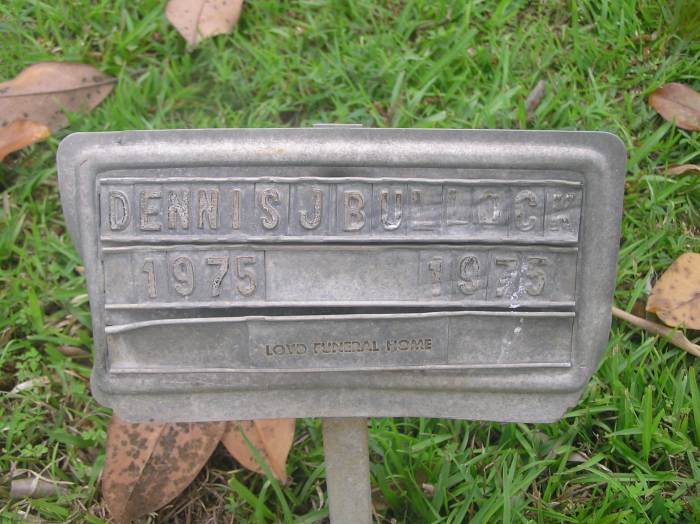 DENNIS J BULLOCK
1975 1975
LOYD FUNERAL HOME